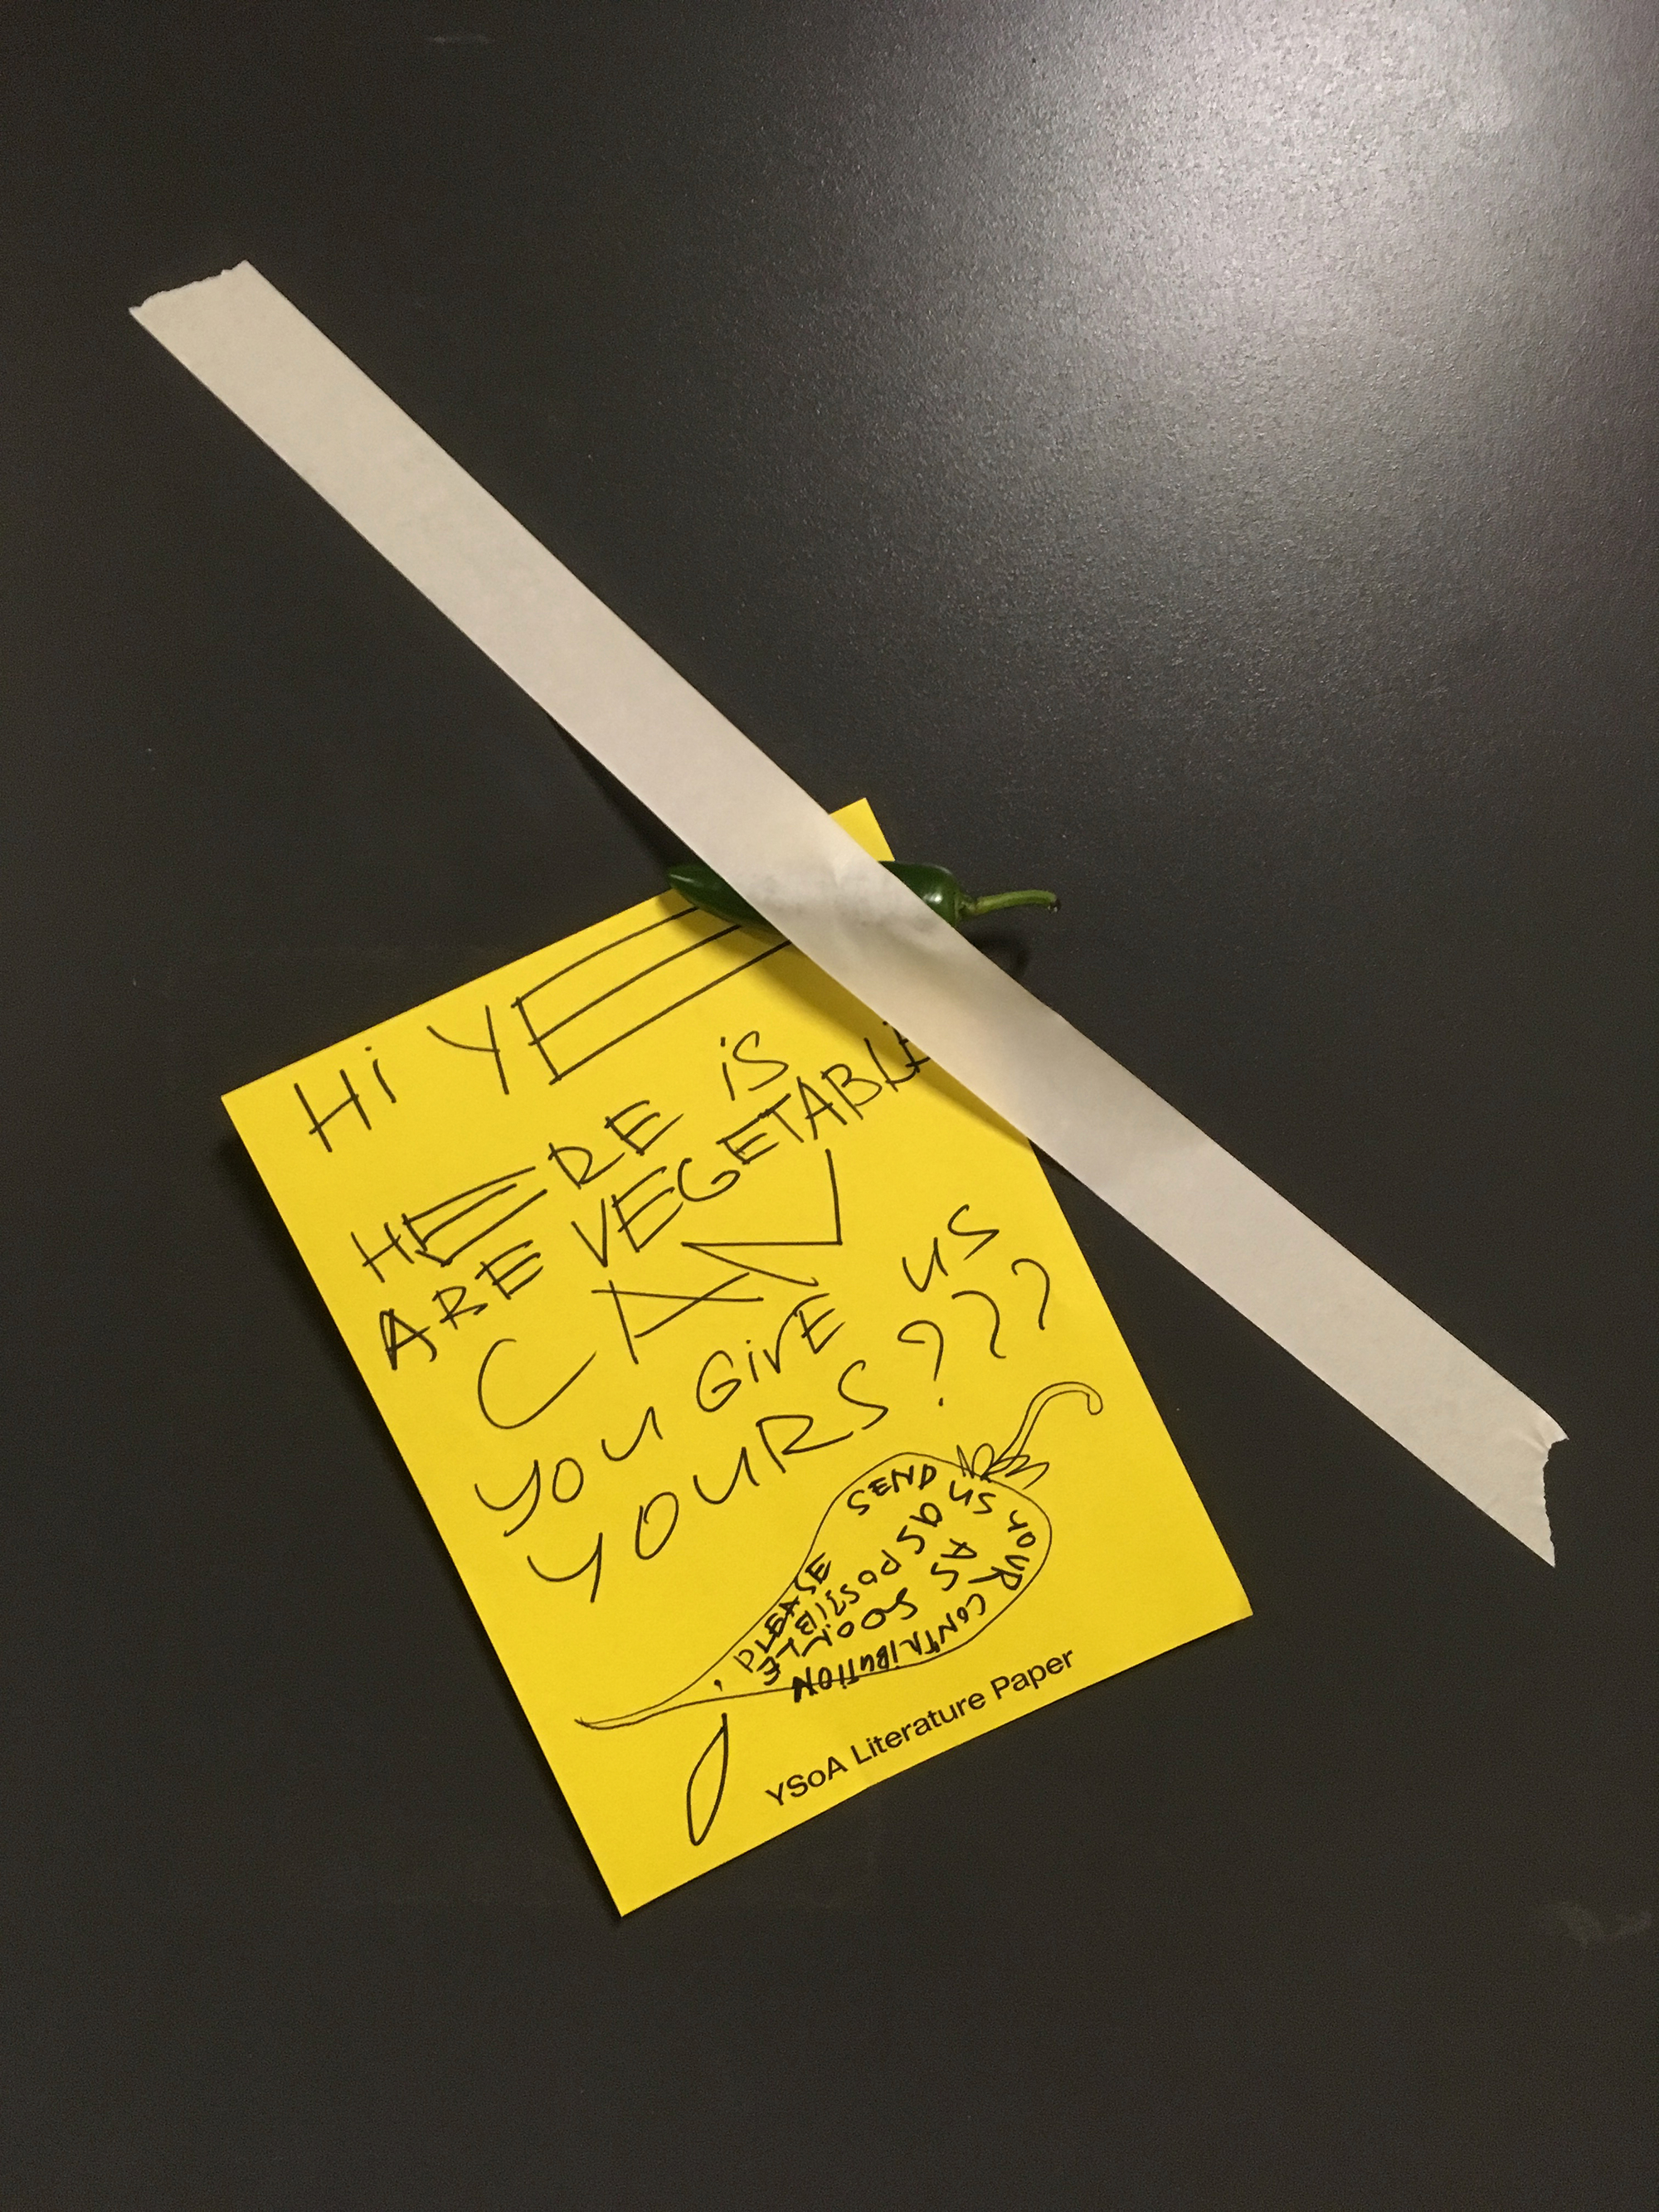 Hi YE
HERE iS
ARE VEGETABLE
CAN
YOU GIVE US
YOURS???
SEND US YOUR CONTRIBUTION
AS SOON
AS POSSIBLE
PLEASE
YSoA Literature Paper